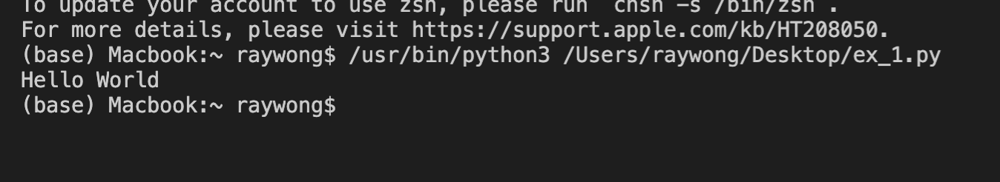 To update your account to use zsh, please run `chsh -s /bin/zsh`.
For more details, please visit https://support.apple.com/kb/HT208050.
(base) Macbook:~ raywong$ /usr/bin/python3 /Users/raywong/Desktop/ex_1.py
Hello World
(base) Macbook:~ raywong$